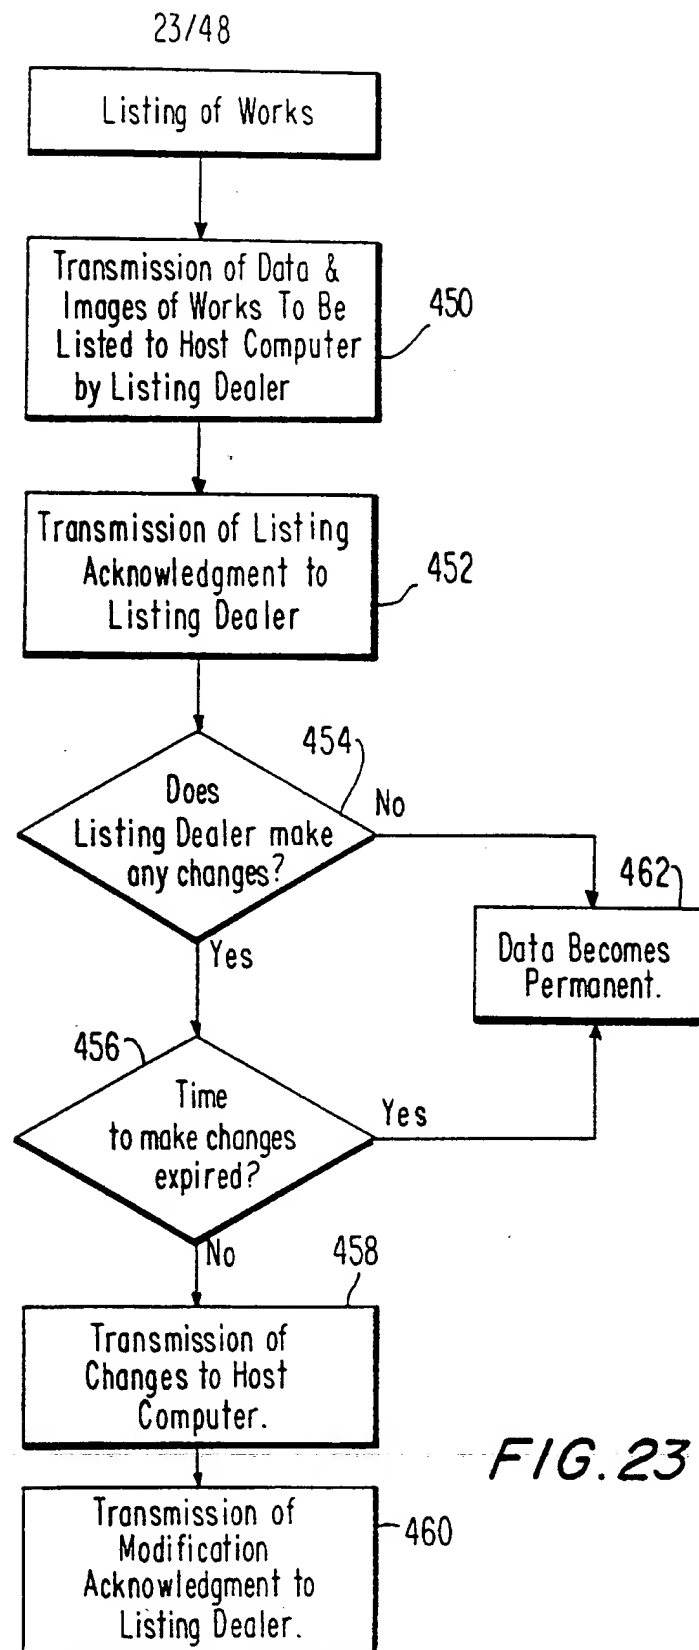 23/48
Listing of Works
Transmission of Data &
Images of Works To Be
Listed to Host Computer
by Listing Dealer
450
Transmission of Listing
Acknowledgment to
Listing Dealer
452
454
Does
Listing Dealer make
any changes?
No
Yes
462
Data Becomes
Permanent.
456
Time
to make changes
expired?
Yes
No
458
Transmission of
Changes to Host
Computer.
FIG.23
Transmission of
Modification
Acknowledgment to
Listing Dealer.
460